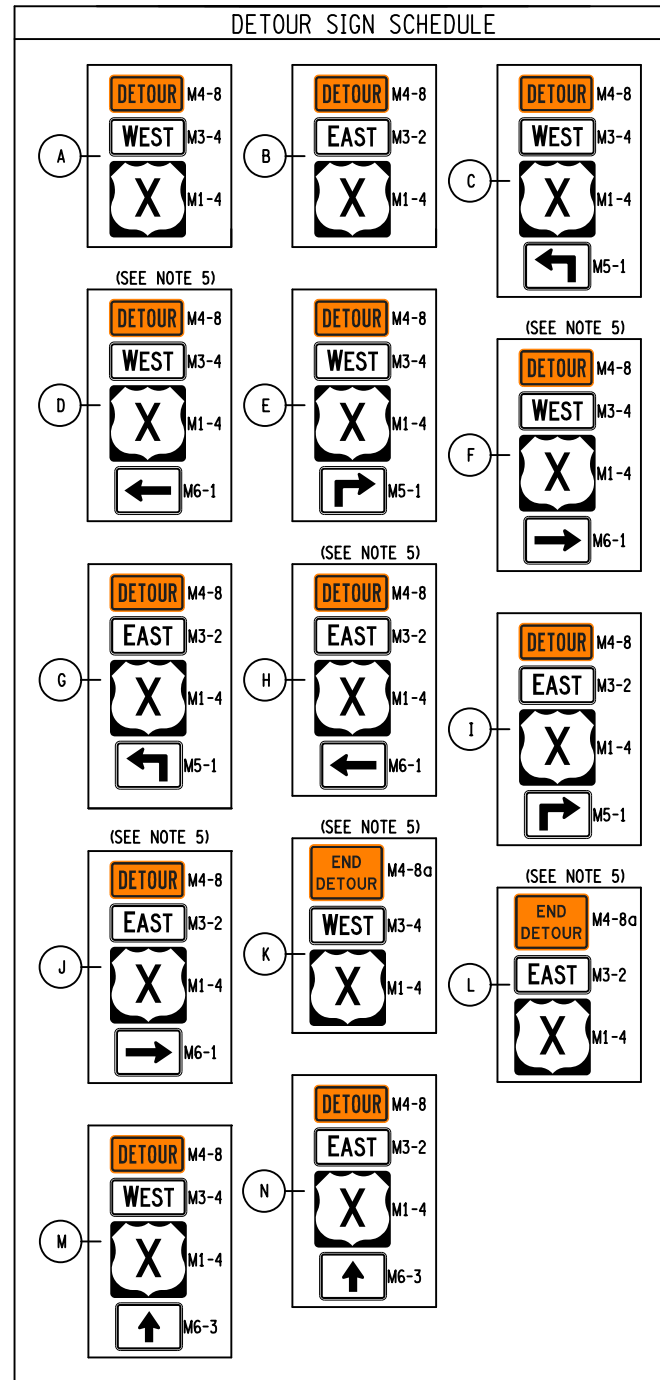 DETOUR SIGN SCHEDULE
A
DETOUR M4-8
WEST M3-4
X M1-4
B
DETOUR M4-8
EAST M3-2
X M1-4
C
DETOUR M4-8
WEST M3-4
X M1-4
M5-1
(SEE NOTE 5)
D
DETOUR M4-8
WEST M3-4
X M1-4
M6-1
E
DETOUR M4-8
WEST M3-4
X M1-4
M5-1
(SEE NOTE 5)
F
DETOUR M4-8
WEST M3-4
X M1-4
M6-1
G
DETOUR M4-8
EAST M3-2
X M1-4
M5-1
(SEE NOTE 5)
H
DETOUR M4-8
EAST M3-2
X M1-4
M6-1
I
DETOUR M4-8
EAST M3-2
X M1-4
M5-1
(SEE NOTE 5)
J
DETOUR M4-8
EAST M3-2
X M1-4
M6-1
(SEE NOTE 5)
K
END
DETOUR M4-8a
WEST M3-4
X M1-4
(SEE NOTE 5)
L
END
DETOUR M4-8a
EAST M3-2
X M1-4
M
DETOUR M4-8
WEST M3-4
X M1-4
M6-3
N
DETOUR M4-8
EAST M3-2
X M1-4
M6-3